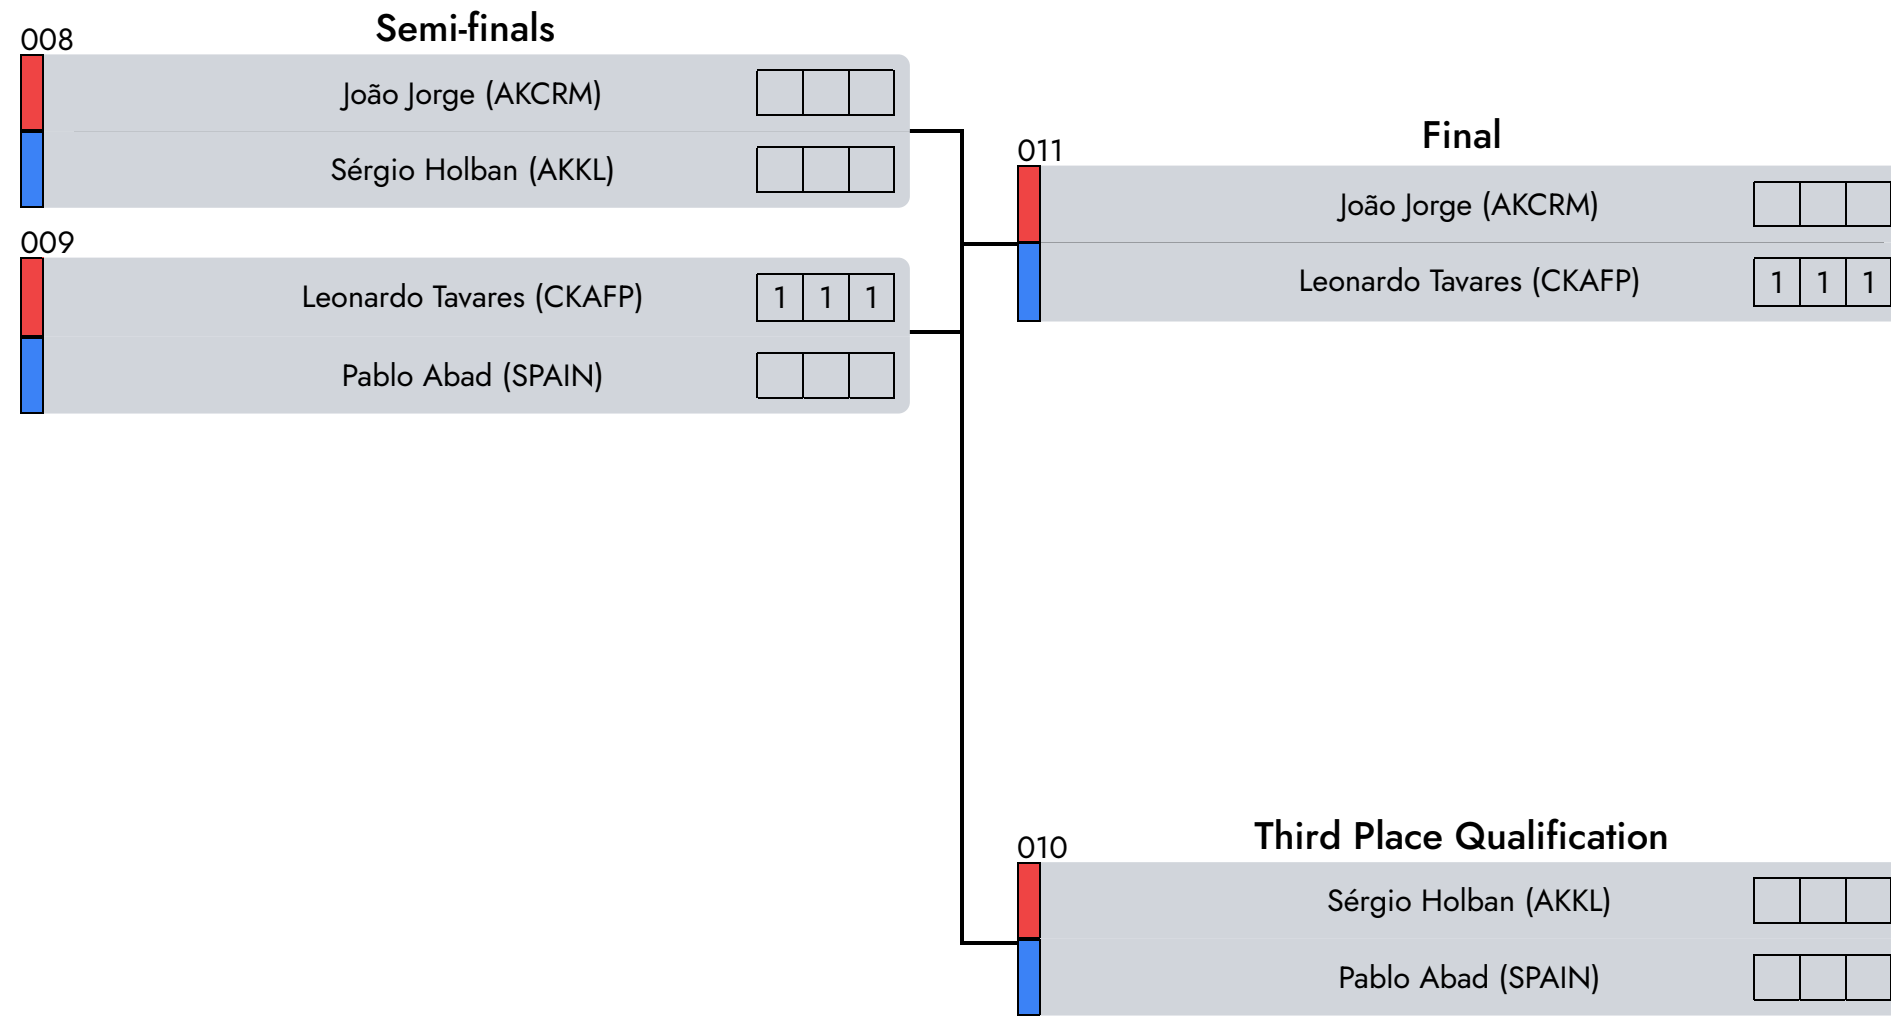 Semi-finals
008
João Jorge (AKCRM)
Sérgio Holban (AKKL)
009
Leonardo Tavares (CKAFP) 1 1 1
Pablo Abad (SPAIN)
Final
011
João Jorge (AKCRM)
Leonardo Tavares (CKAFP) 1 1 1
Third Place Qualification
010
Sérgio Holban (AKKL)
Pablo Abad (SPAIN)